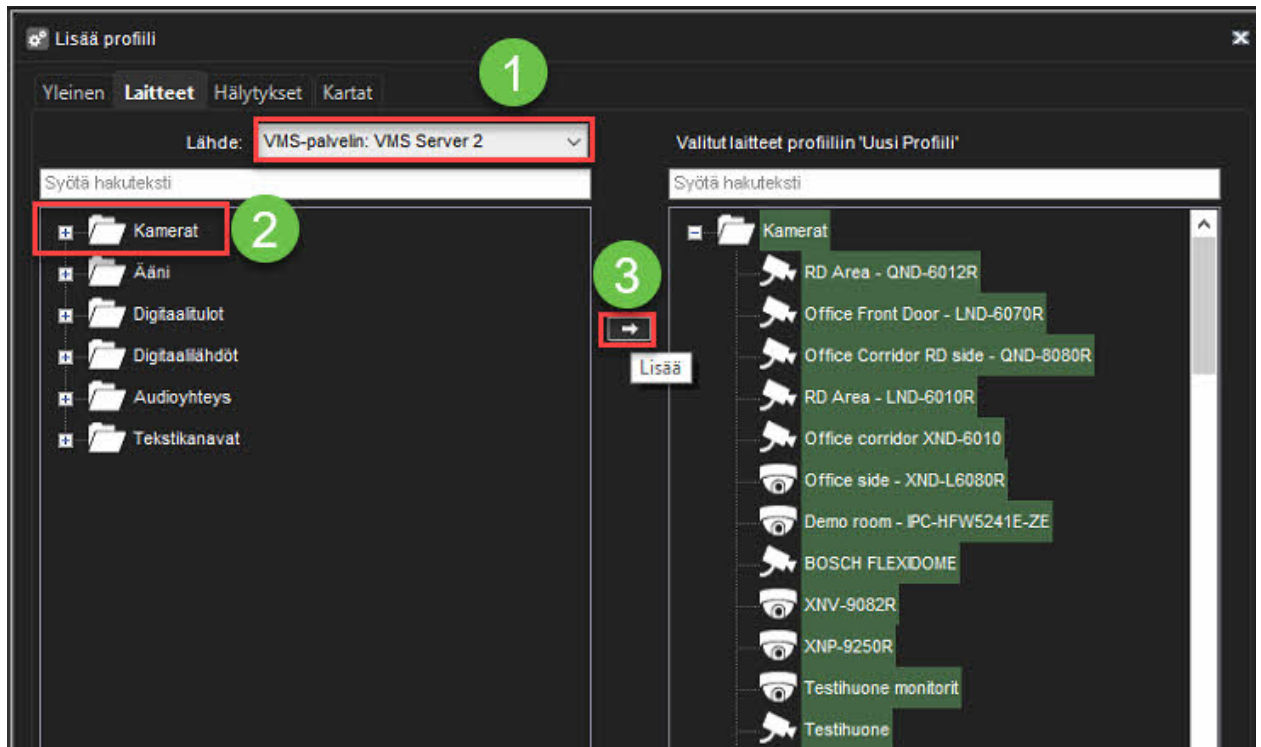 Lisää profiili
Yleinen Laitteet Hälytykset Kartat
1
Lähde: VMS-palvelin: VMS Server 2
Syötä hakuteksti
2
Kamerat
Ääni
Digitaalitulot
Digitaalilähdöt
Audioyhteys
Tekstikanavat
3
Lisää
Valitut laitteet profiiliin 'Uusi Profiili'
Syötä hakuteksti
Kamerat
RD Area - QND-6012R
Office Front Door - LND-6070R
Office Corridor RD side - QND-8080R
RD Area - LND-6010R
Office corridor XND-6010
Office side - XND-L6080R
Demo room - IPC-HFW5241E-ZE
BOSCH FLEXIDOME
XNV-9082R
XNP-9250R
Testihuone monitorit
Testihuone